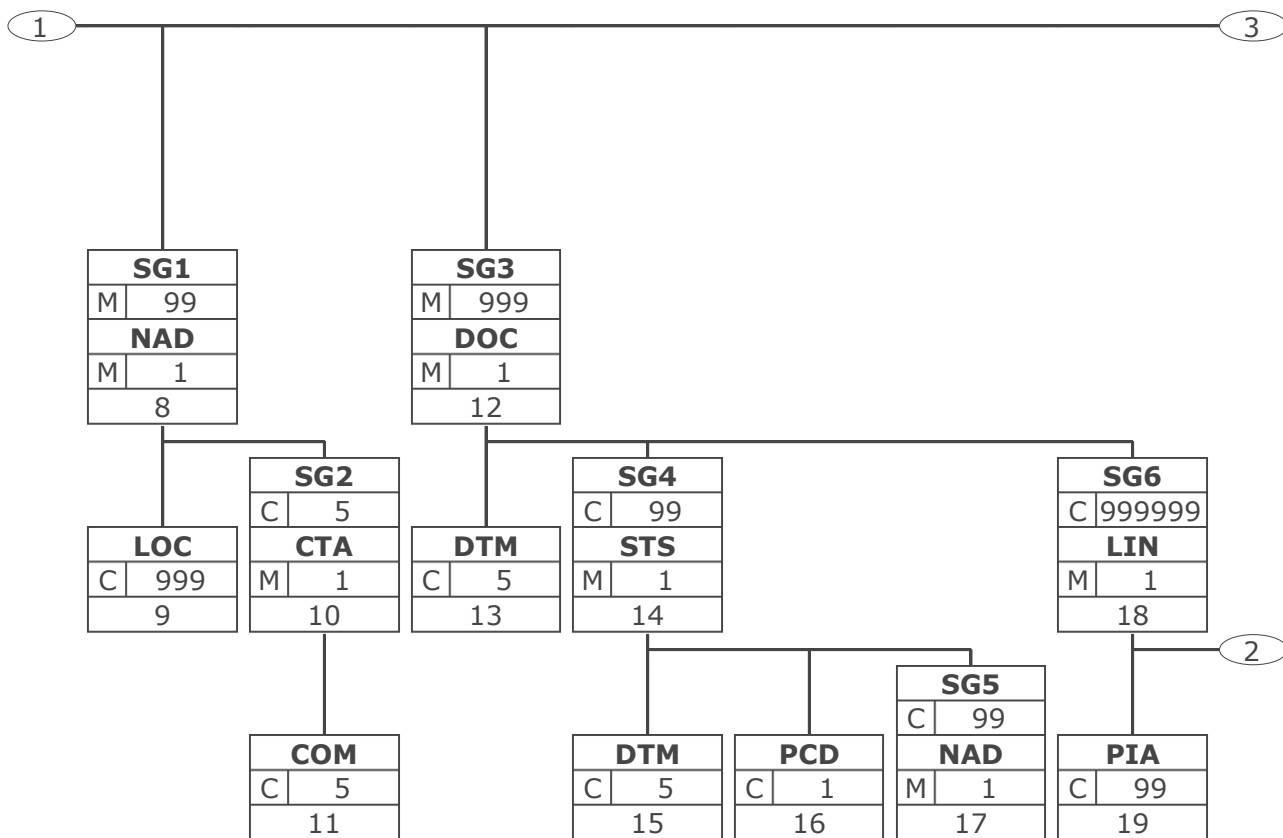 1
3
SG1
M 99
NAD
M 1
8
SG3
M 999
DOC
M 1
12
LOC
C 999
9
SG2
C 5
CTA
M 1
10
COM
C 5
11
DTM
C 5
13
SG4
C 99
STS
M 1
14
DTM
C 5
15
PCD
C 1
16
SG5
C 99
NAD
M 1
17
SG6
C 999999
LIN
M 1
18
2
PIA
C 99
19